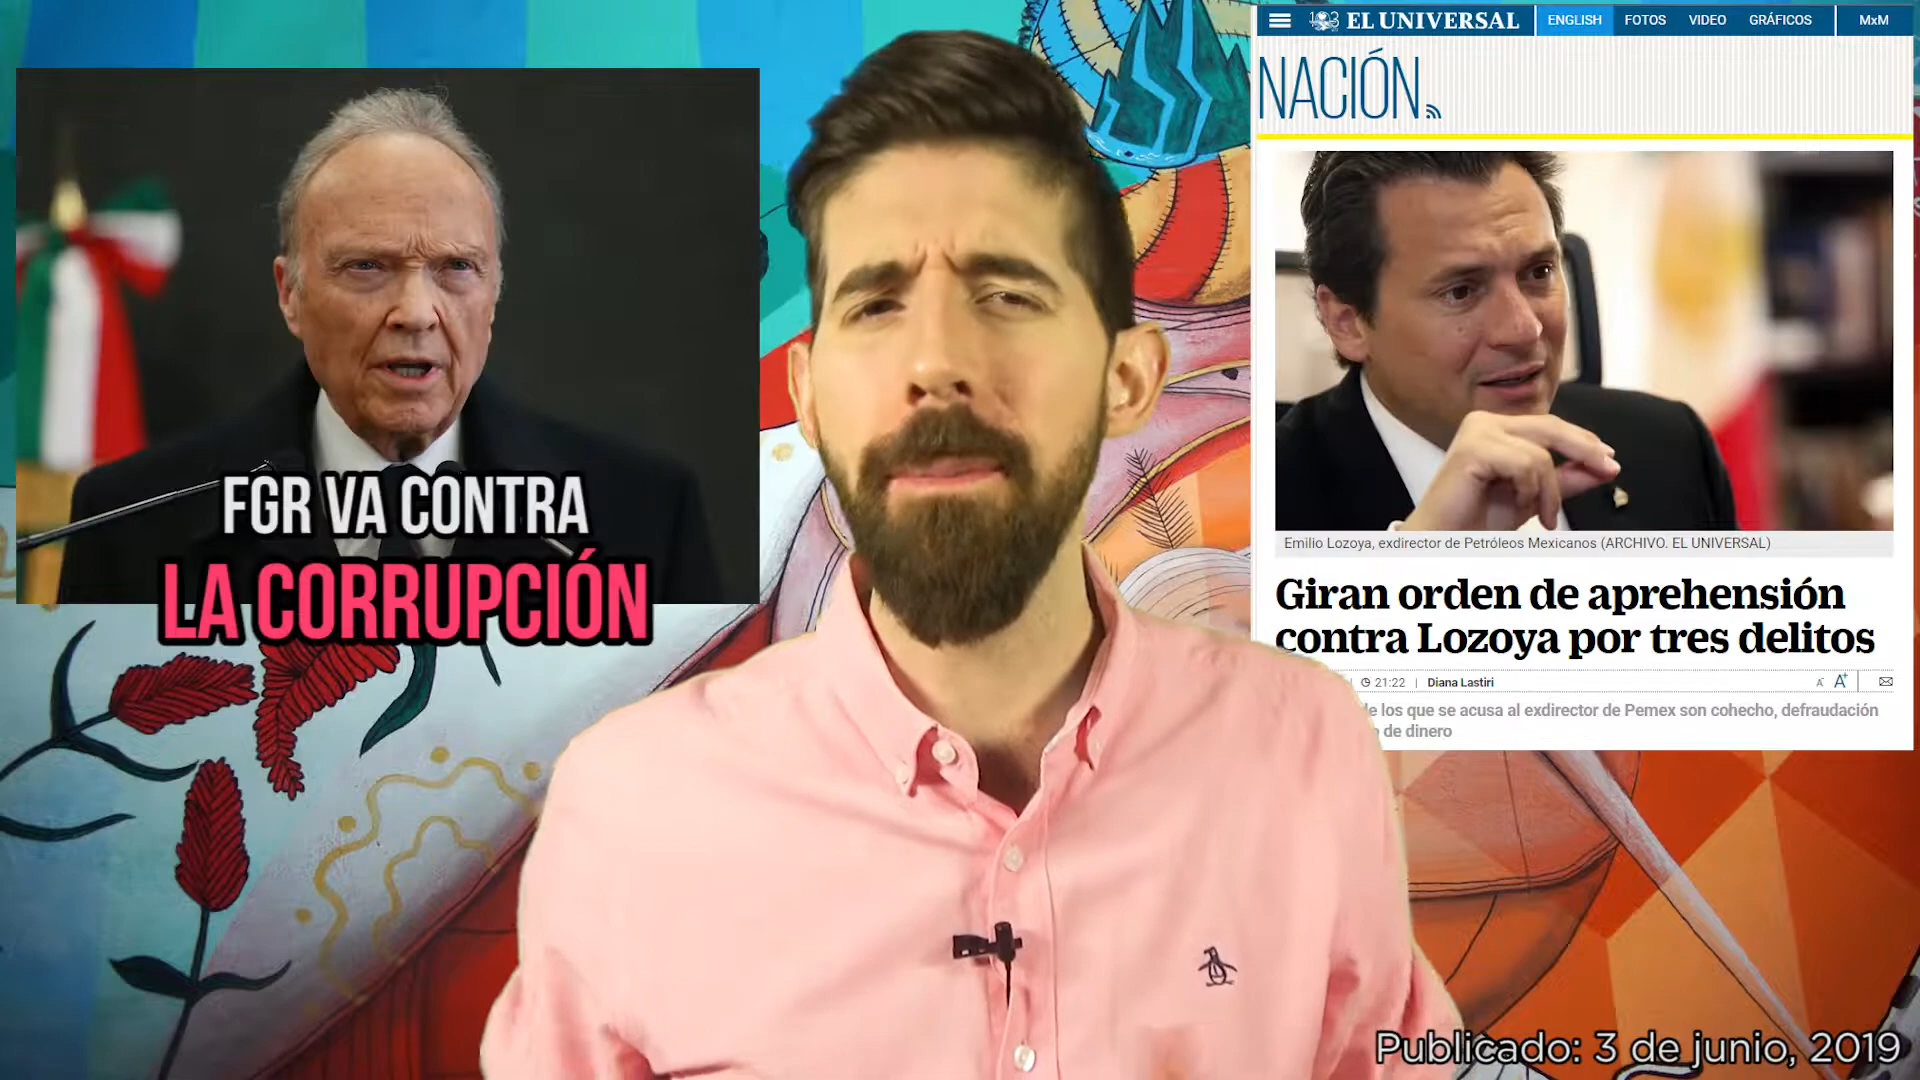 FGR VA CONTRA
LA CORRUPCIÓN
EL UNIVERSAL
ENGLISH FOTOS VIDEO GRÁFICOS MxM
NACIÓN
Emilio Lozoya, exdirector de Petróleos Mexicanos (ARCHIVO. EL UNIVERSAL)
Giran orden de aprehensión
contra Lozoya por tres delitos
21:22 | Diana Lastiri
A- A+
de los que se acusa al exdirector de Pemex son cohecho, defraudación
de dinero
Publicado: 3 de junio, 2019